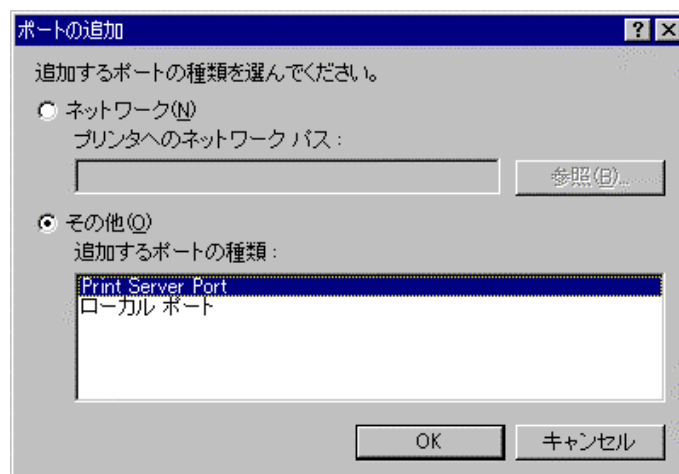 ポートの追加
追加するポートの種類を選んでください。
ネットワーク(N)
プリンタへのネットワーク パス：
参照(B)...
その他(O)
追加するポートの種類：
Print Server Port
ローカル ポート
OK
キャンセル